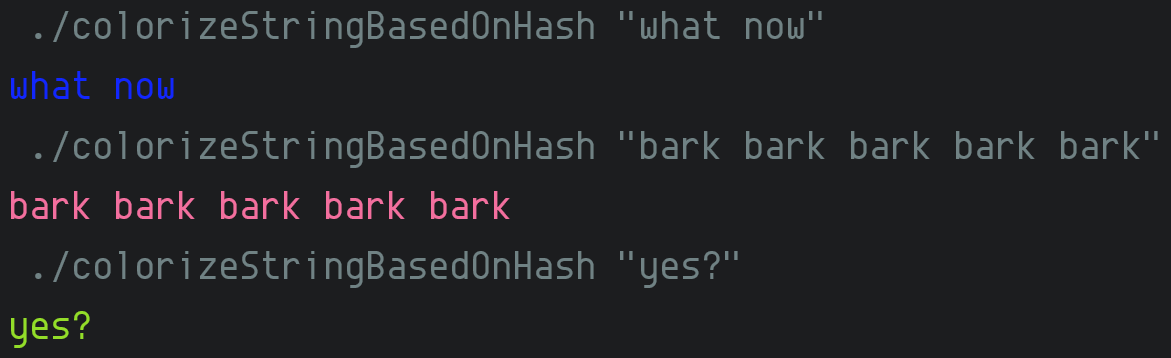 ./colorizeStringBasedOnHash "what now"
what now
./colorizeStringBasedOnHash "bark bark bark bark bark"
bark bark bark bark bark
./colorizeStringBasedOnHash "yes?"
yes?